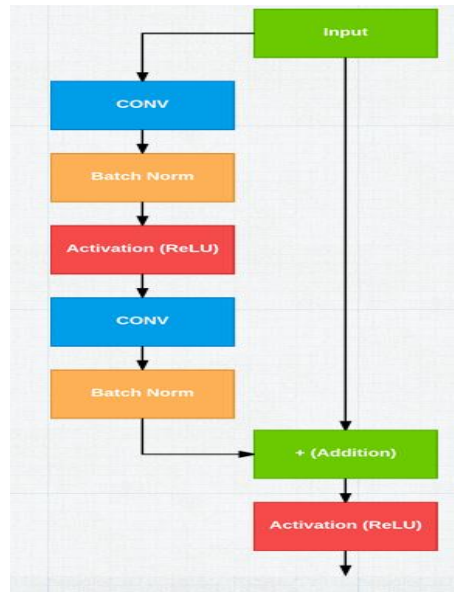 Input
CONV
Batch Norm
Activation (ReLU)
CONV
Batch Norm
+ (Addition)
Activation (ReLU)